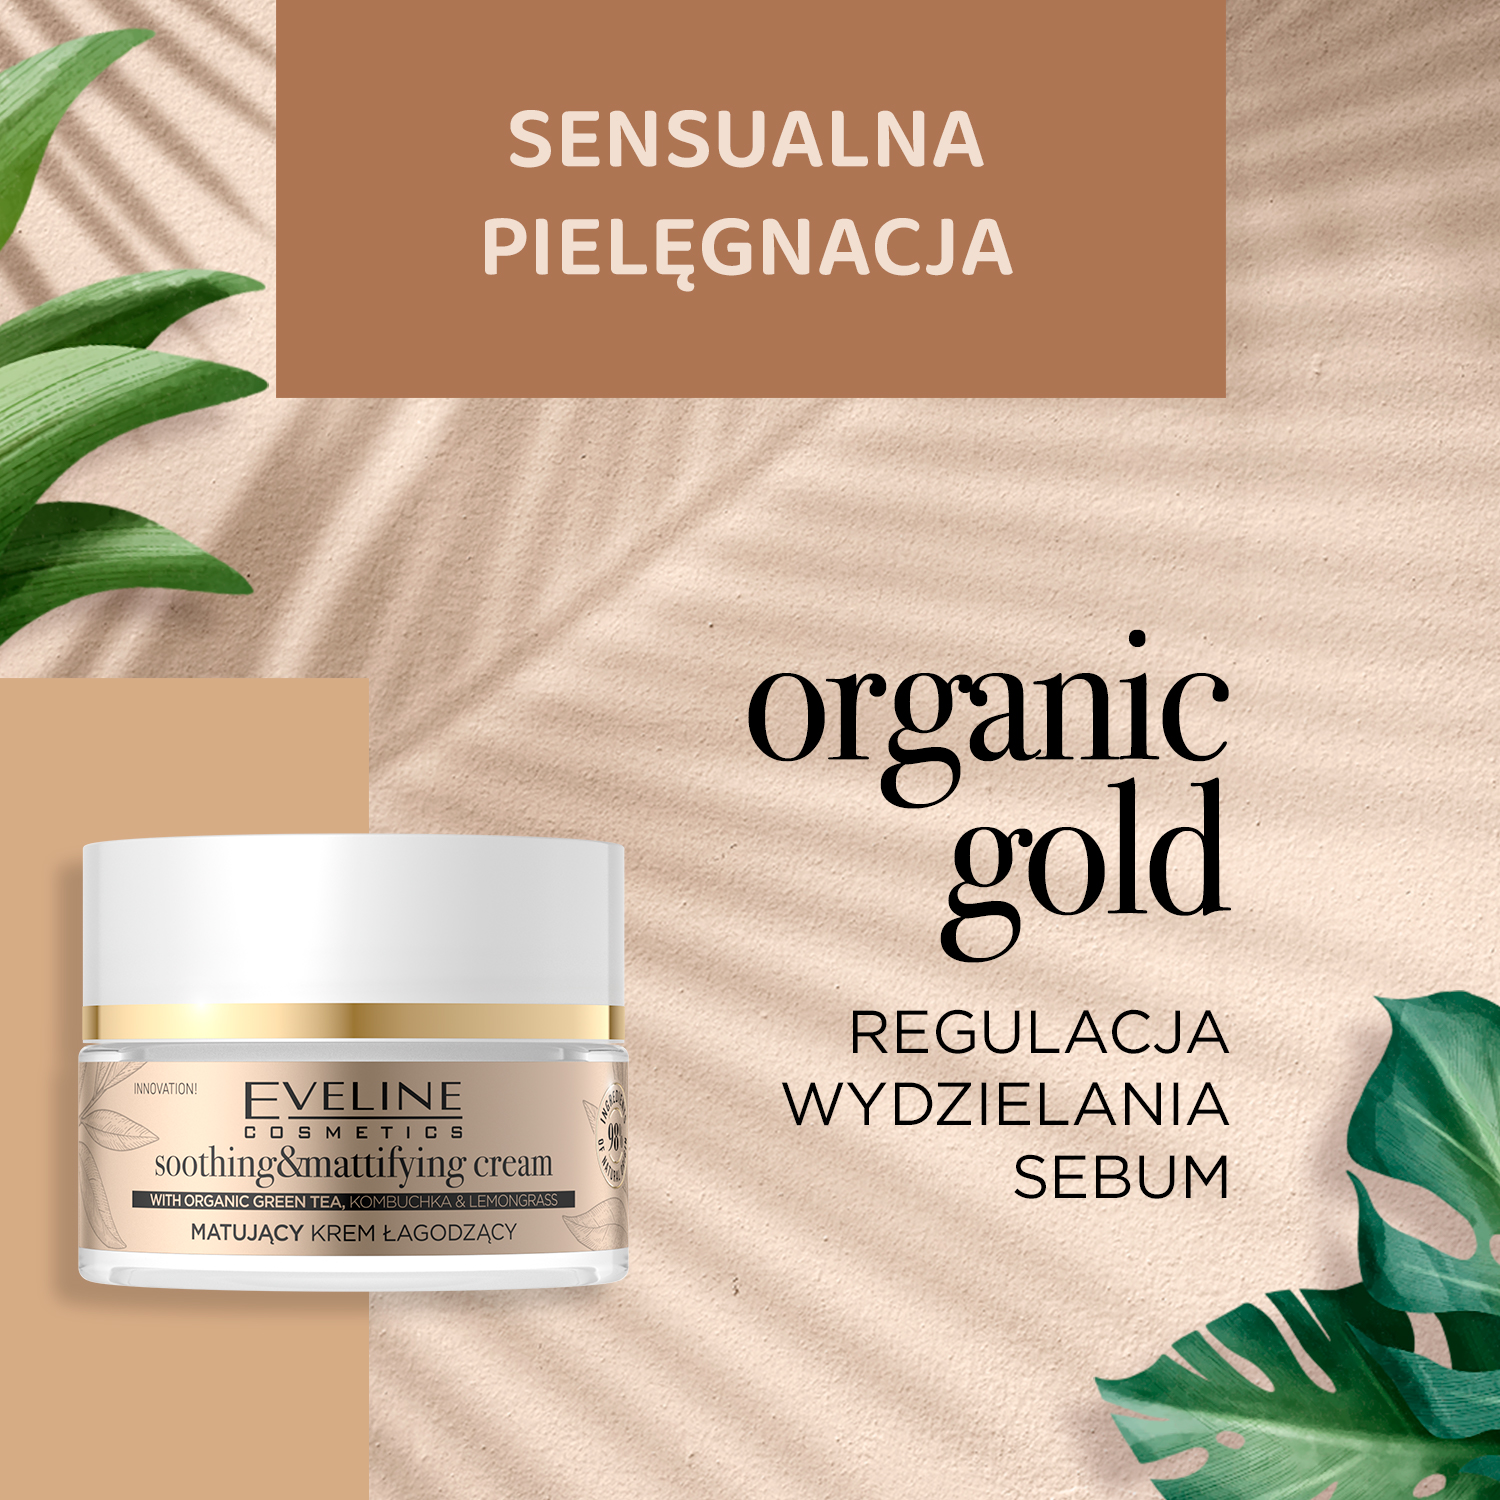 SENSUALNA
PIELĘGNACJA
organic
gold
REGULACJA
WYDZIELANIA
SEBUM
INNOVATION!
EVELINE
COSMETICS
soothing&mattifying cream
WITH ORGANIC GREEN TEA, KOMBUCHKA & LEMONGRASS
MATUJĄCY KREM ŁAGODZĄCY